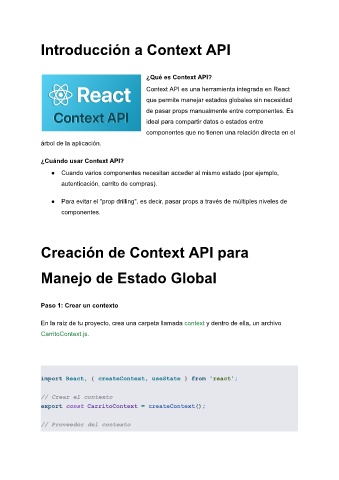 Introducción a Context API
React
Context API
¿Qué es Context API?
Context API es una herramienta integrada en React
que permite manejar estados globales sin necesidad
de pasar props manualmente entre componentes. Es
ideal para compartir datos o estados entre
componentes que no tienen una relación directa en el
árbol de la aplicación.
¿Cuándo usar Context API?
● Cuando varios componentes necesitan acceder al mismo estado (por ejemplo,
autenticación, carrito de compras).
● Para evitar el "prop drilling", es decir, pasar props a través de múltiples niveles de
componentes.
Creación de Context API para
Manejo de Estado Global
Paso 1: Crear un contexto
En la raíz de tu proyecto, crea una carpeta llamada context y dentro de ella, un archivo
CarritoContext.js.
import React, { createContext, useState } from 'react';
// Crear el contexto
export const CarritoContext = createContext();
// Proveedor del contexto